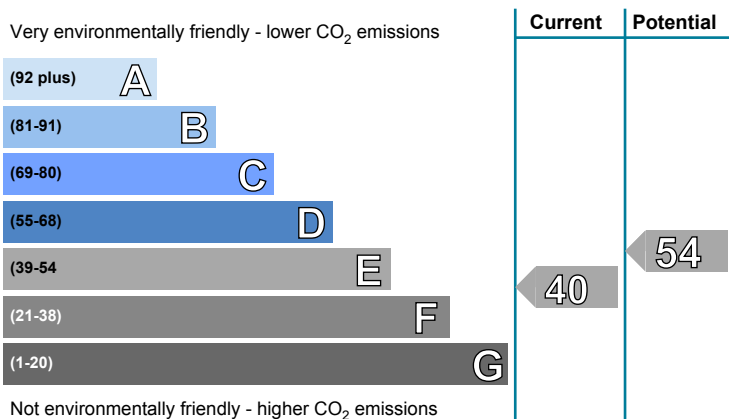 Current Potential
Very environmentally friendly - lower CO2 emissions
(92 plus) A
(81-91) B
(69-80) C
(55-68) D
(39-54 E
54
40
(21-38) F
(1-20) G
Not environmentally friendly - higher CO2 emissions